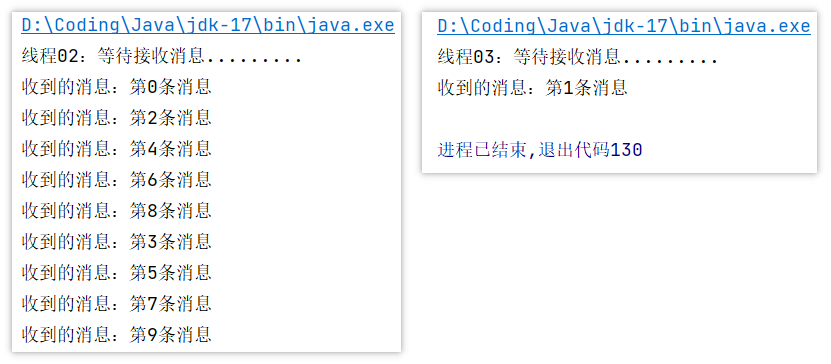 D:\Coding\Java\jdk-17\bin\java.exe
线程02：等待接收消息.........
收到的消息：第0条消息
收到的消息：第2条消息
收到的消息：第4条消息
收到的消息：第6条消息
收到的消息：第8条消息
收到的消息：第3条消息
收到的消息：第5条消息
收到的消息：第7条消息
收到的消息：第9条消息
D:\Coding\Java\jdk-17\bin\java.exe
线程03：等待接收消息.........
收到的消息：第1条消息
进程已结束,退出代码130